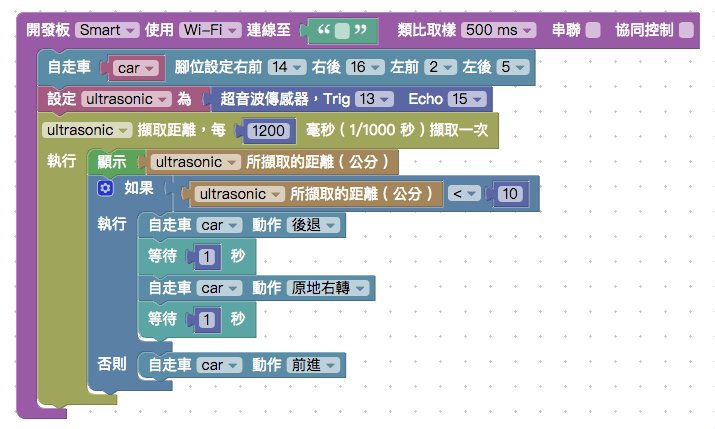 開發板 Smart 使用 Wi-Fi 連線至 “ ” 類比取樣 500 ms 串聯 協同控制
自走車 car 腳位設定右前 14 右後 16 左前 2 左後 5
設定 ultrasonic 為 超音波傳感器，Trig 13 Echo 15
ultrasonic 擷取距離，每 1200 毫秒 ( 1/1000 秒 ) 擷取一次
執行 顯示 ultrasonic 所擷取的距離 ( 公分 )
如果 ultrasonic 所擷取的距離 ( 公分 ) < 10
執行 自走車 car 動作 後退
等待 1 秒
自走車 car 動作 原地右轉
等待 1 秒
否則 自走車 car 動作 前進